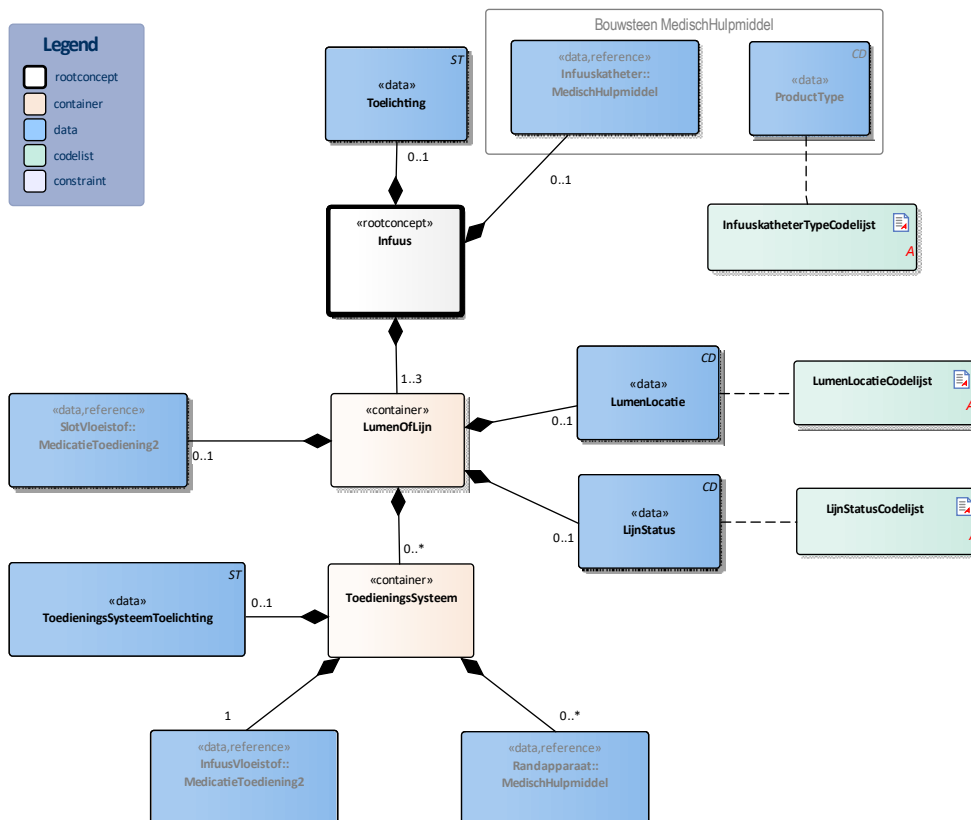 Legend
rootconcept
container
data
codelist
constraint
Bouwsteen MedischHulpmiddel
ST
«data»
Toelichting
«data,reference»
Infuuskatheter::
MedischHulpmiddel
CD
«data»
ProductType
0..1
0..1
InfuuskatheterTypeCodelijst
A
«rootconcept»
Infuus
1..3
«data,reference»
SlotVloeistof::
MedicatieToediening2
0..1
«container»
LumenOfLijn
CD
«data»
LumenLocatie
0..1
LumenLocatieCodelijst
A
CD
«data»
LijnStatus
0..1
LijnStatusCodelijst
0..*
ST
«data»
ToedieningsSysteemToelichting
0..1
«container»
ToedieningsSysteem
1
0..*
«data,reference»
InfuusVloeistof::
MedicatieToediening2
«data,reference»
Randapparaat::
MedischHulpmiddel